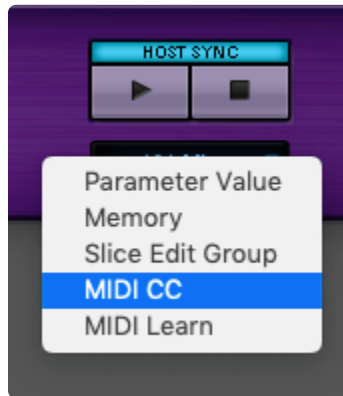 HOST SYNC
Parameter Value
Memory
Slice Edit Group
MIDI CC
MIDI Learn